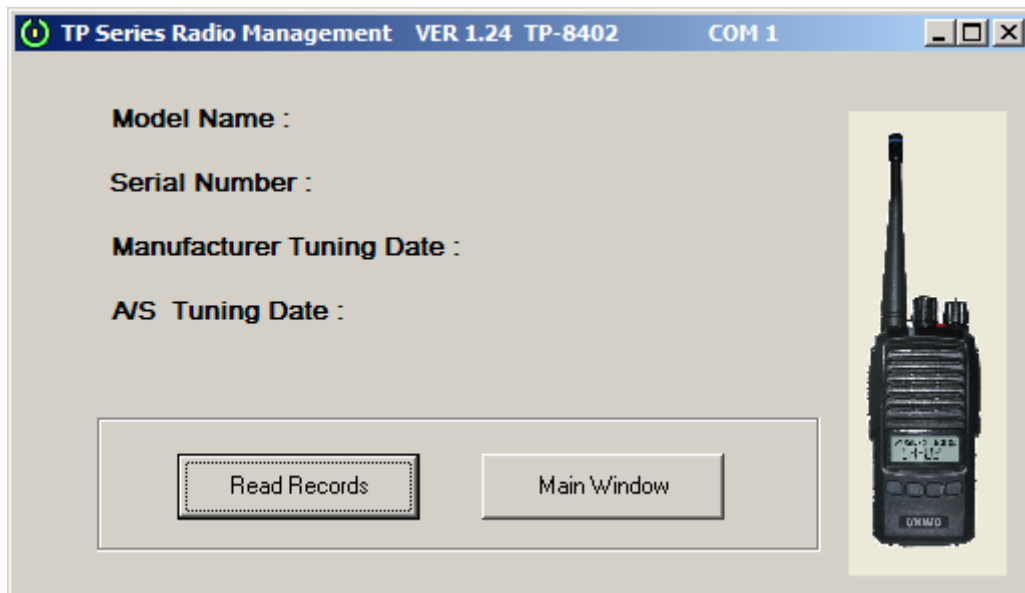 TP Series Radio Management VER 1.24 TP-8402 COM 1
Model Name :
Serial Number :
Manufacturer Tuning Date :
A/S Tuning Date :
Read Records
Main Window